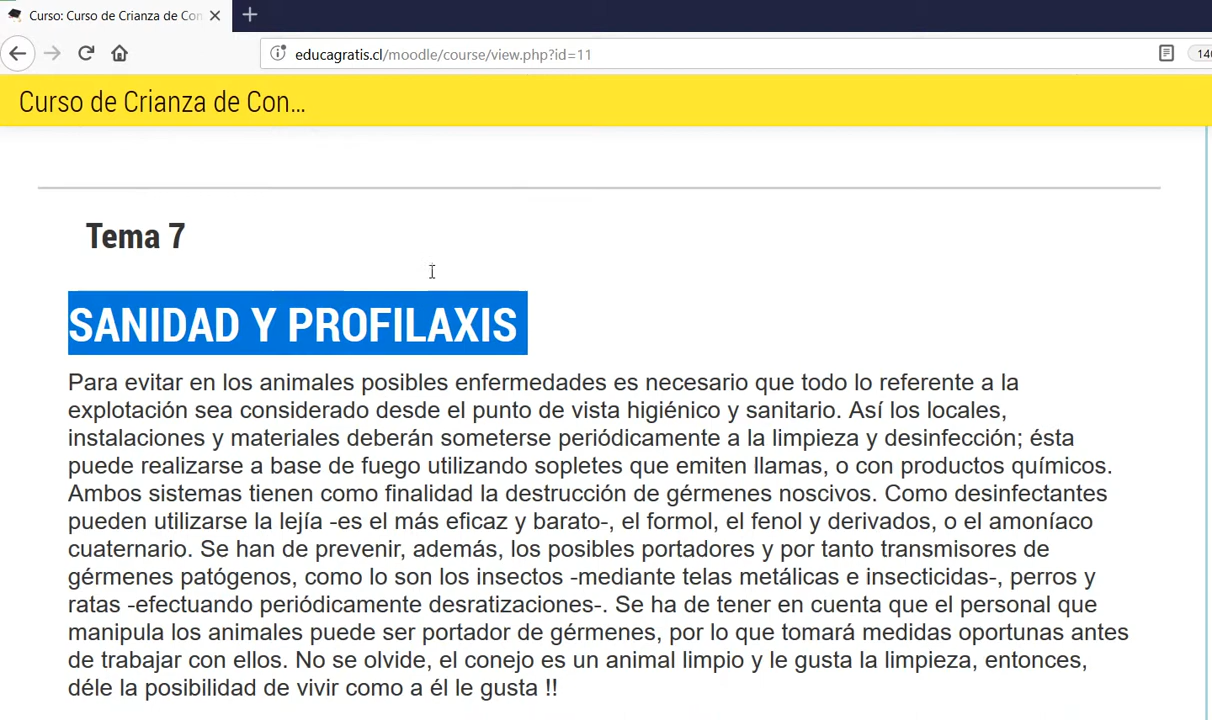 Curso: Curso de Crianza de Con
educagratis.cl/moodle/course/view.php?id=11
Curso de Crianza de Con...
Tema 7
SANIDAD Y PROFILAXIS
Para evitar en los animales posibles enfermedades es necesario que todo lo referente a la
explotación sea considerado desde el punto de vista higiénico y sanitario. Así los locales,
instalaciones y materiales deberán someterse periódicamente a la limpieza y desinfección; ésta
puede realizarse a base de fuego utilizando sopletes que emiten llamas, o con productos químicos.
Ambos sistemas tienen como finalidad la destrucción de gérmenes noscivos. Como desinfectantes
pueden utilizarse la lejía -es el más eficaz y barato-, el formol, el fenol y derivados, o el amoníaco
cuaternario. Se han de prevenir, además, los posibles portadores y por tanto transmisores de
gérmenes patógenos, como lo son los insectos -mediante telas metálicas e insecticidas-, perros y
ratas -efectuando periódicamente desratizaciones-. Se ha de tener en cuenta que el personal que
manipula los animales puede ser portador de gérmenes, por lo que tomará medidas oportunas antes
de trabajar con ellos. No se olvide, el conejo es un animal limpio y le gusta la limpieza, entonces,
déle la posibilidad de vivir como a él le gusta !!